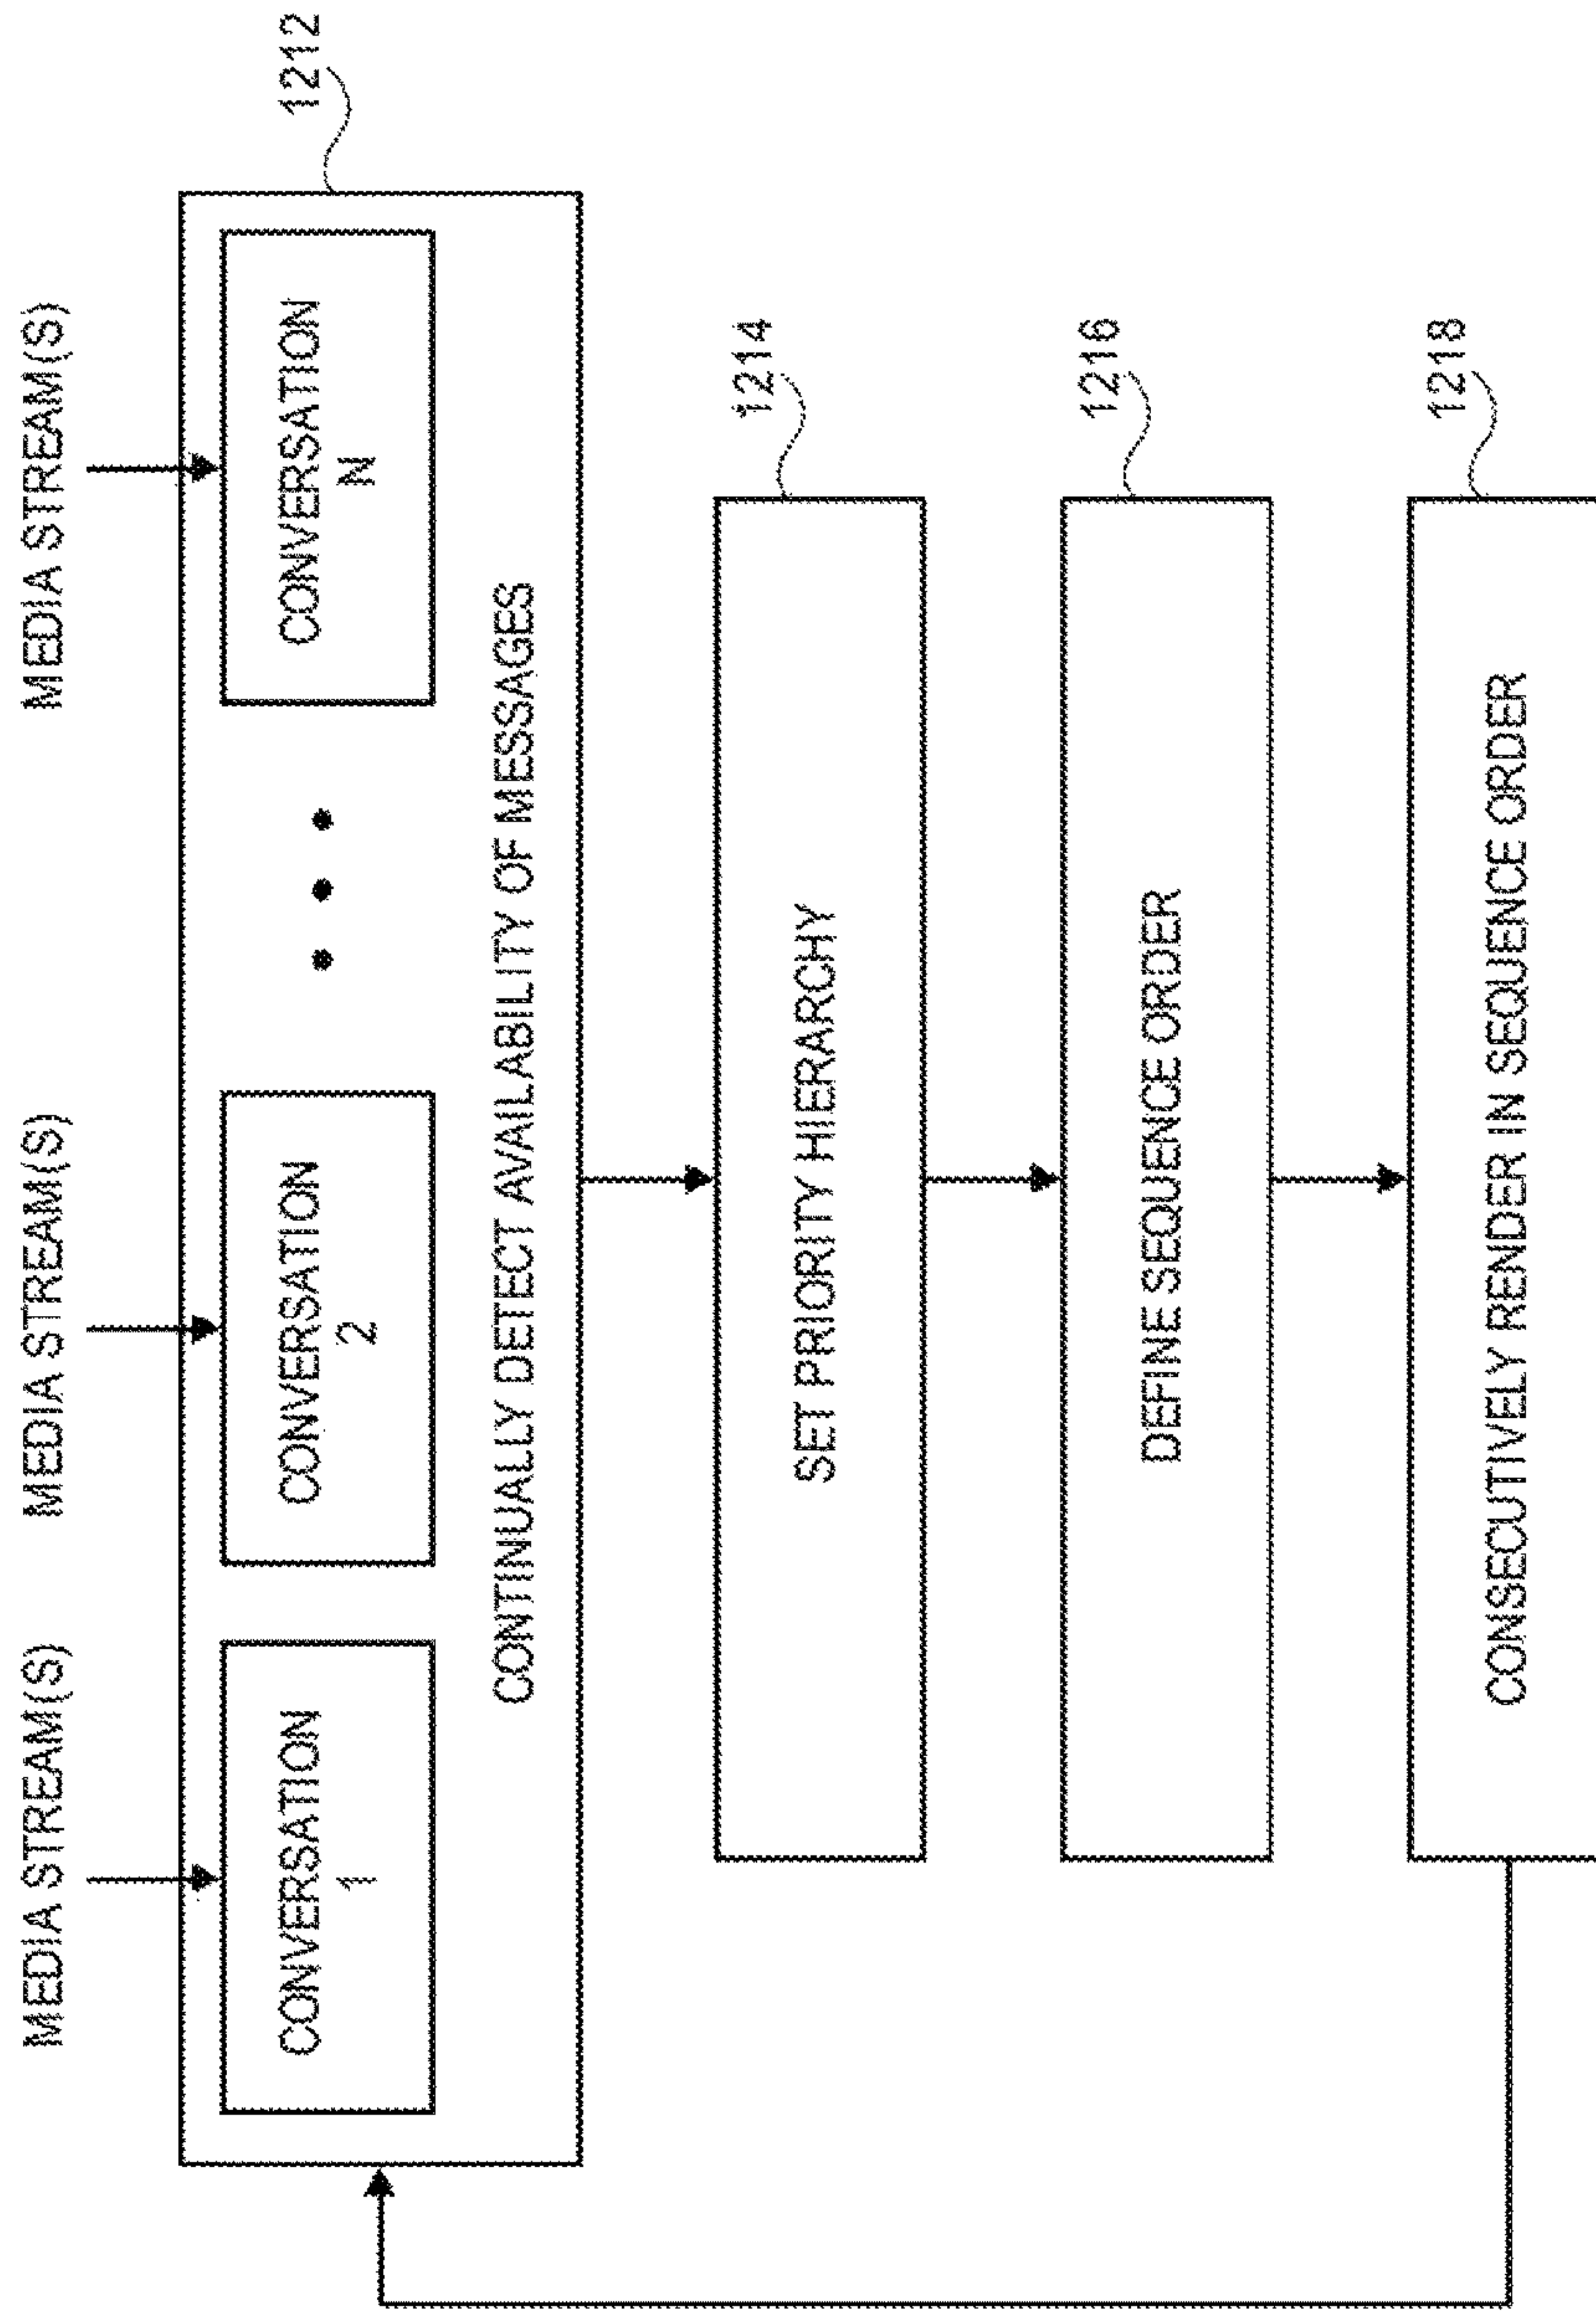 MEDIA STREAM(S)
MEDIA STREAM(S)
MEDIA STREAM(S)
1212
CONVERSATION
1
CONVERSATION
2
CONVERSATION
N
CONTINUALLY DETECT AVAILABILITY OF MESSAGES
1214
SET PRIORITY HIERARCHY
1216
DEFINE SEQUENCE ORDER
1218
CONSECUTIVELY RENDER IN SEQUENCE ORDER